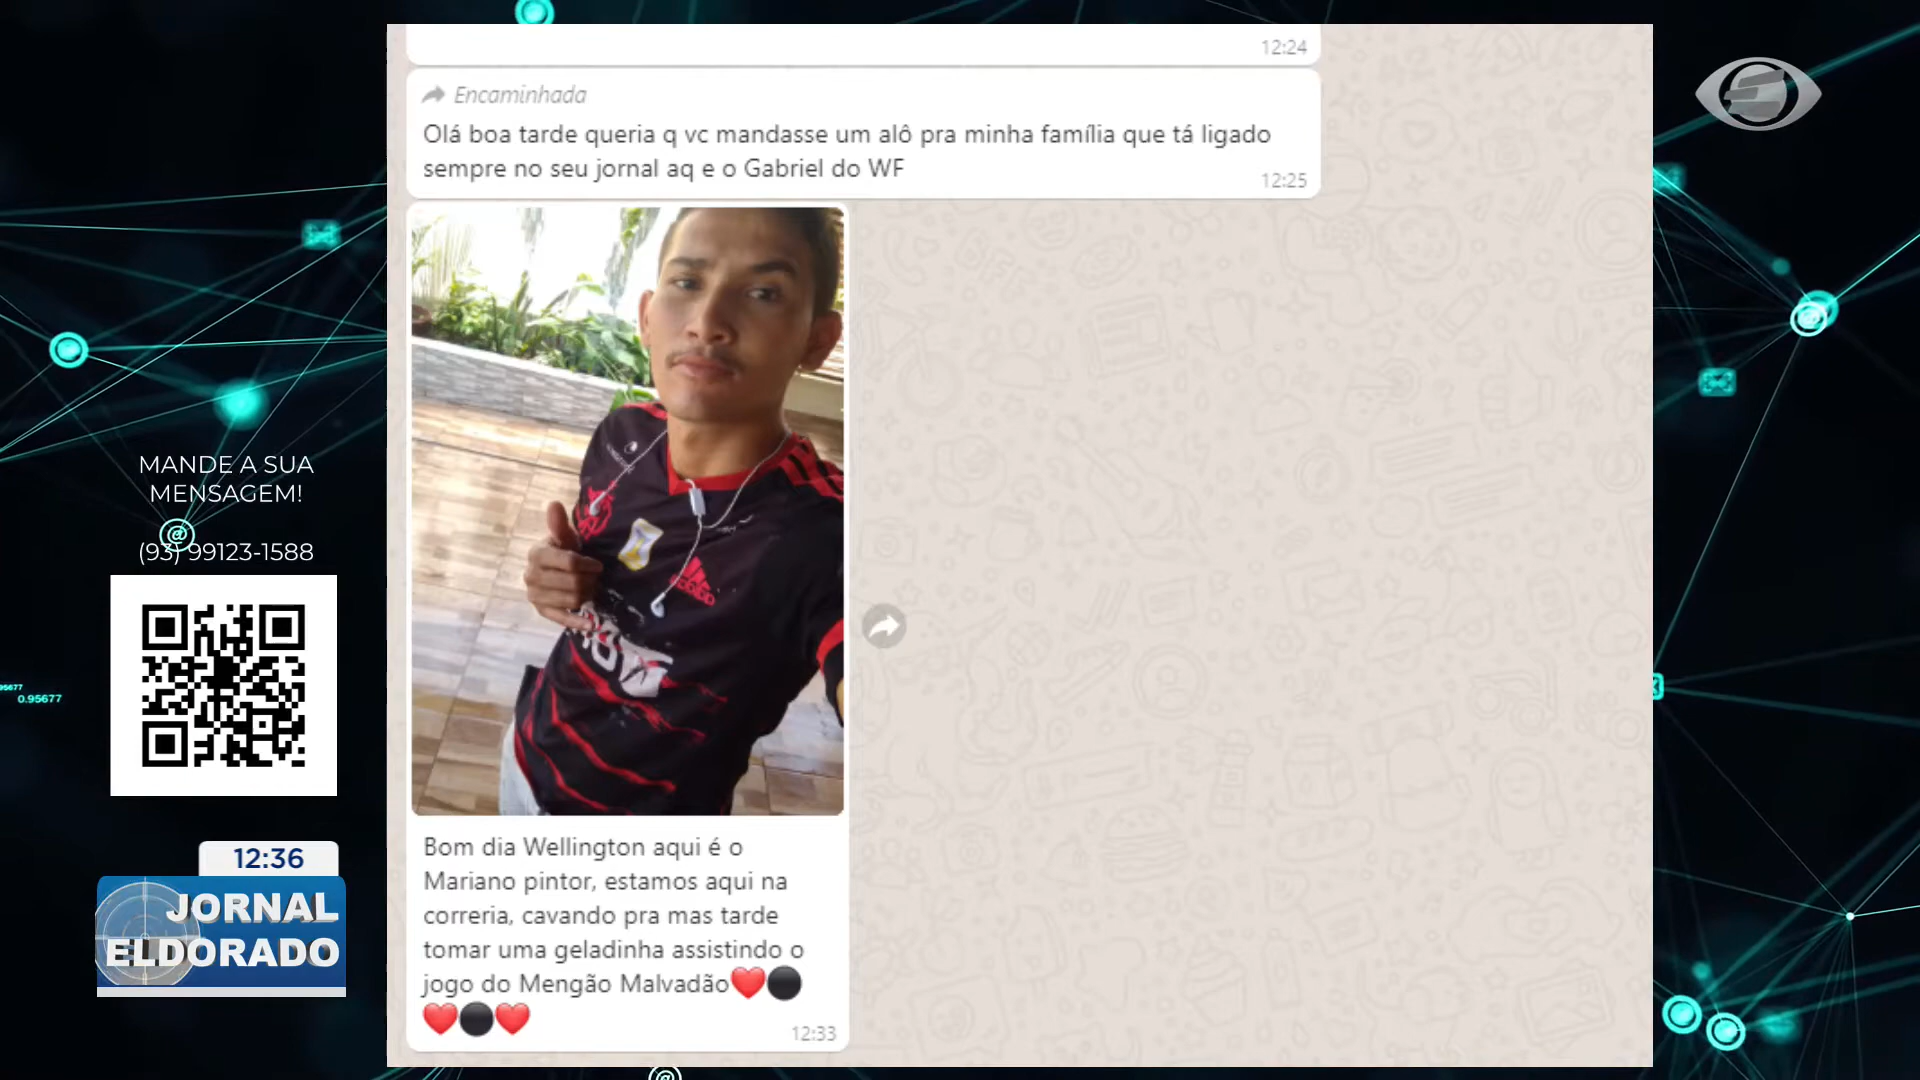 12:24
Encaminhada
Olá boa tarde queria q vc mandasse um alô pra minha família que tá ligado
sempre no seu jornal aq e o Gabriel do WF
12:25
Bom dia Wellington aqui é o
Mariano pintor, estamos aqui na
correria, cavando pra mas tarde
tomar uma geladinha assistindo o
jogo do Mengão Malvadão❤️⚫
❤️⚫❤️
12:33
MANDE A SUA
MENSAGEM!
(93) 99123-1588
0.95677
12:36
JORNAL
ELDORADO